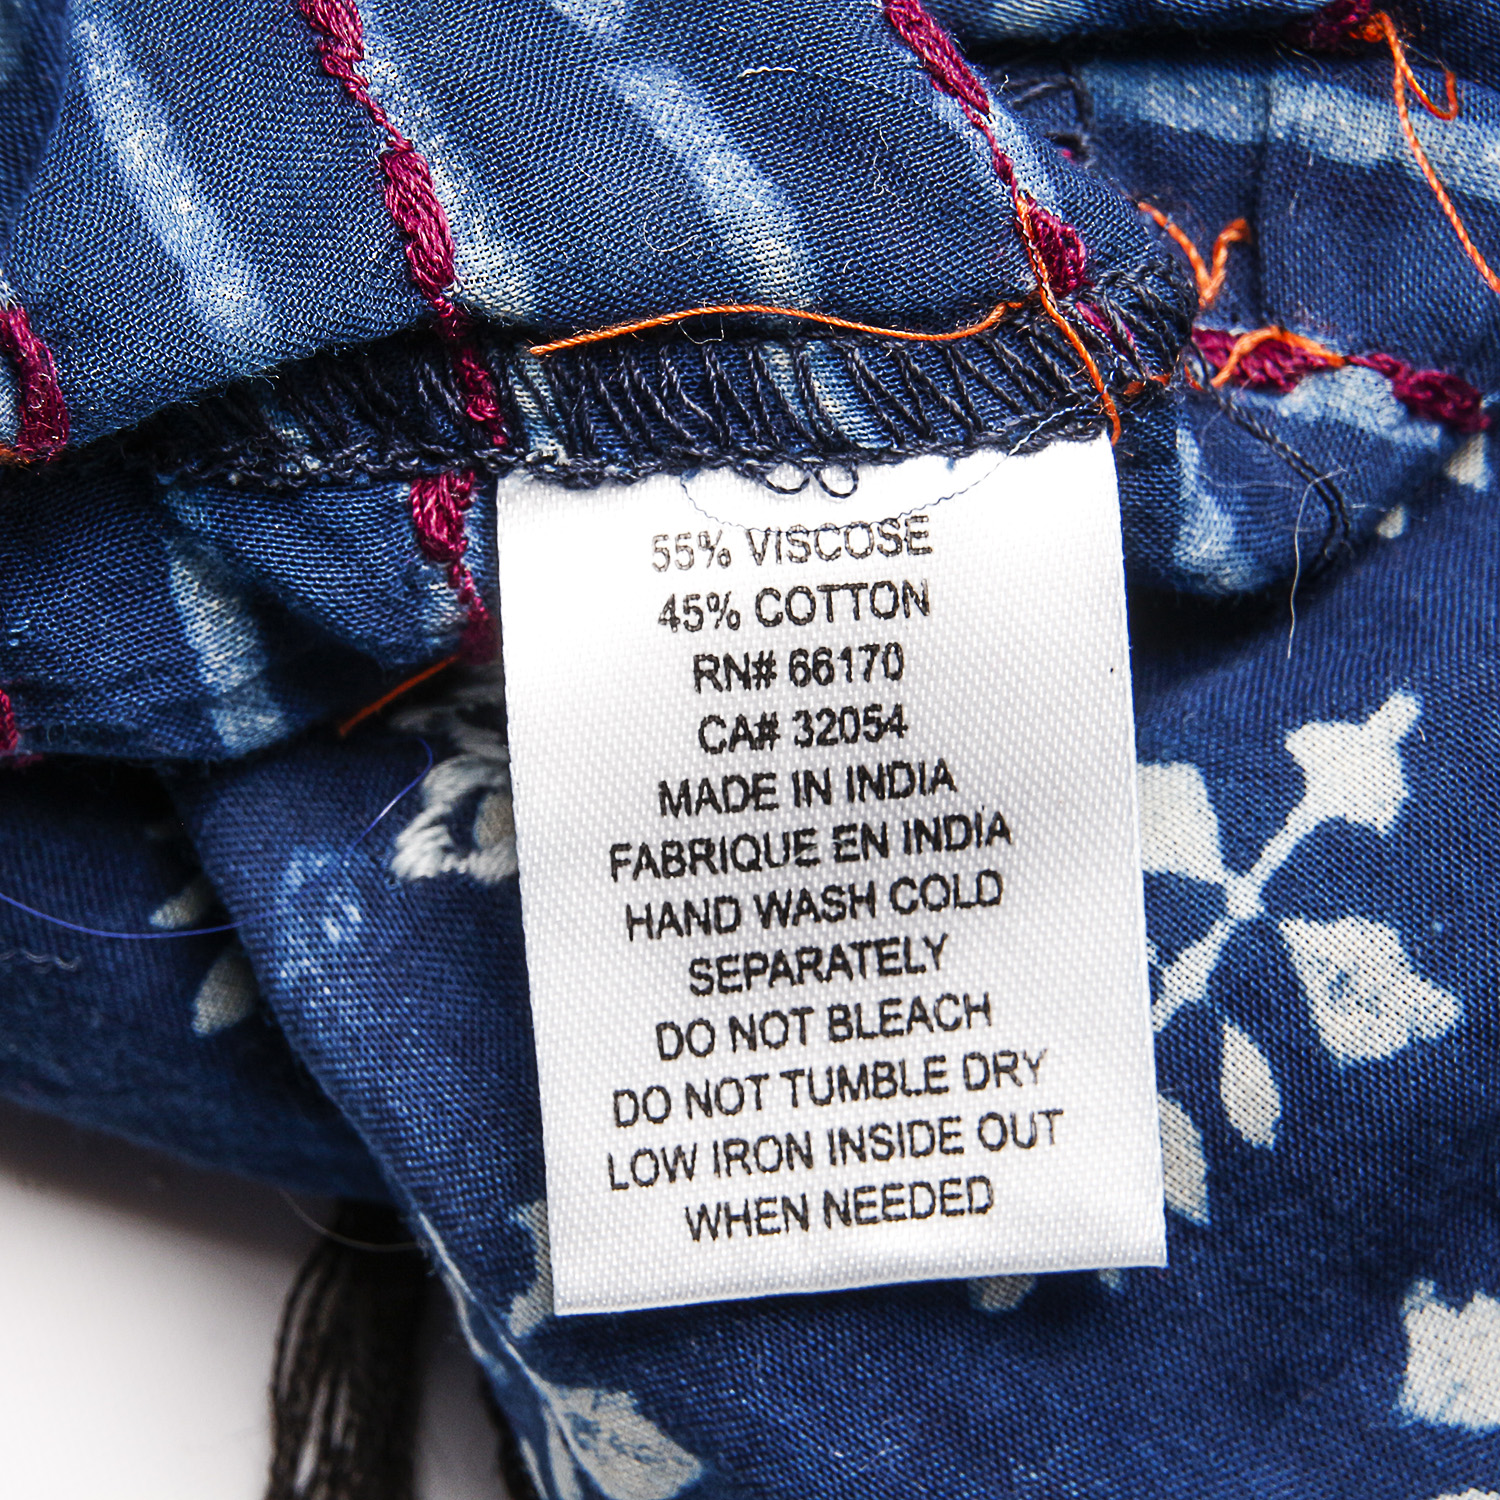 55% VISCOSE
45% COTTON
RN# 66170
CA# 32054
MADE IN INDIA
FABRIQUE EN INDIA
HAND WASH COLD
SEPARATELY
DO NOT BLEACH
DO NOT TUMBLE DRY
LOW IRON INSIDE OUT
WHEN NEEDED